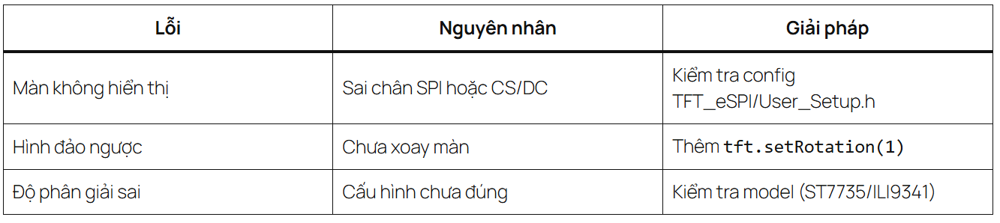 Lỗi
Nguyên nhân
Giải pháp
Màn không hiển thị
Sai chân SPI hoặc CS/DC
Kiểm tra config
TFT_eSPI/User_Setup.h
Hình đảo ngược
Chưa xoay màn
Thêm tft.setRotation(1)
Độ phân giải sai
Cấu hình chưa đúng
Kiểm tra model (ST7735/ILI9341)